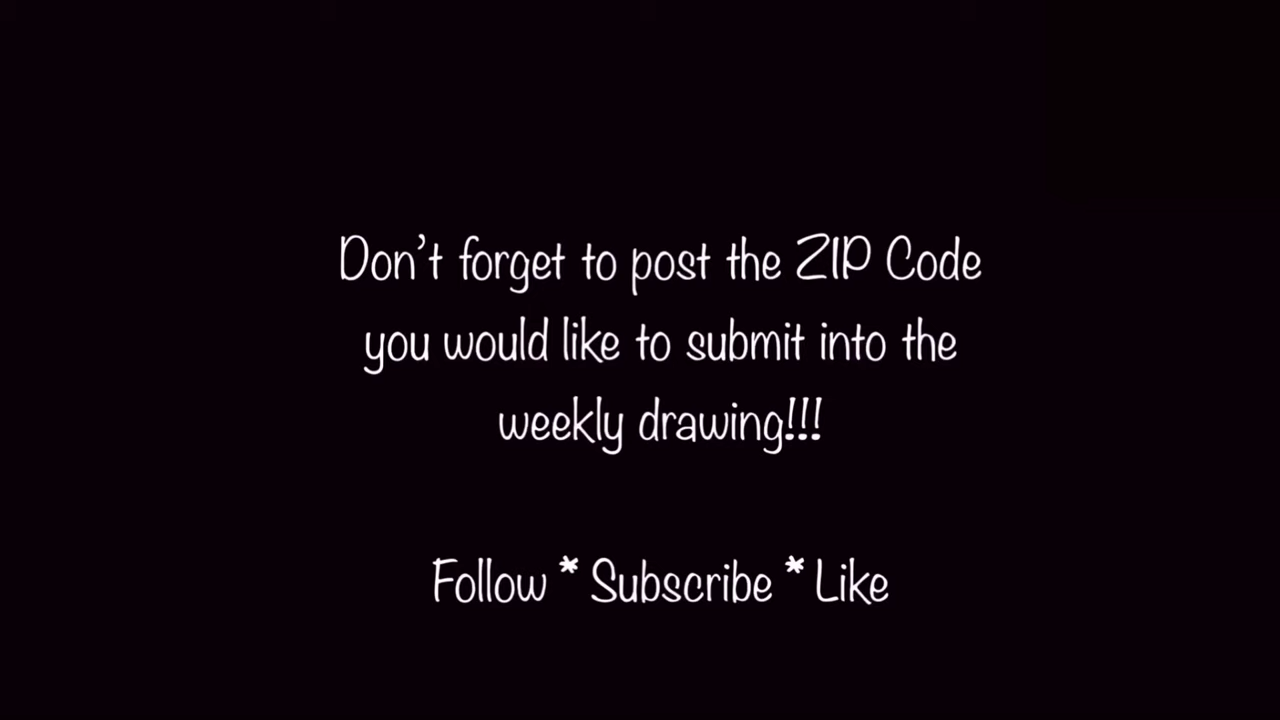 Don't forget to post the ZIP Code
you would like to submit into the
weekly drawing!!!
Follow * Subscribe * Like